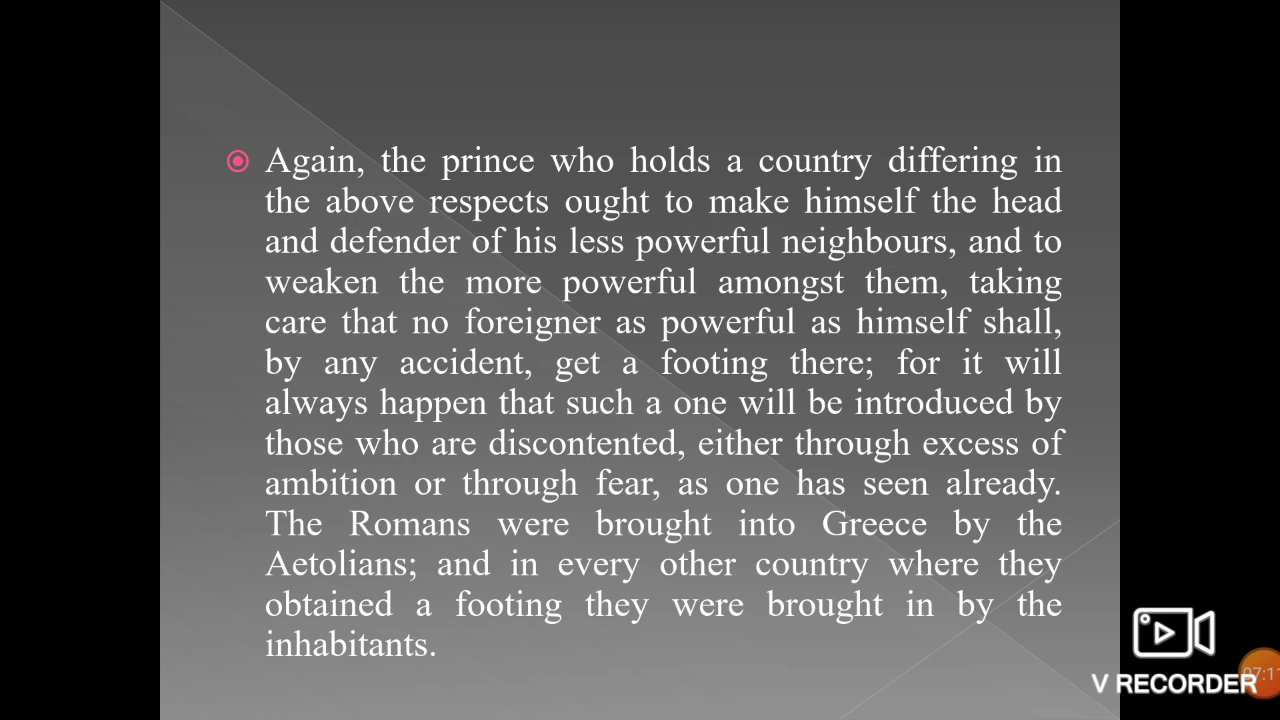 Again, the prince who holds a country differing in
the above respects ought to make himself the head
and defender of his less powerful neighbours, and to
weaken the more powerful amongst them, taking
care that no foreigner as powerful as himself shall,
by any accident, get a footing there; for it will
always happen that such a one will be introduced by
those who are discontented, either through excess of
ambition or through fear, as one has seen already.
The Romans were brought into Greece by the
Aetolians; and in every other country where they
obtained a footing they were brought in by the
inhabitants.
V RECORDER